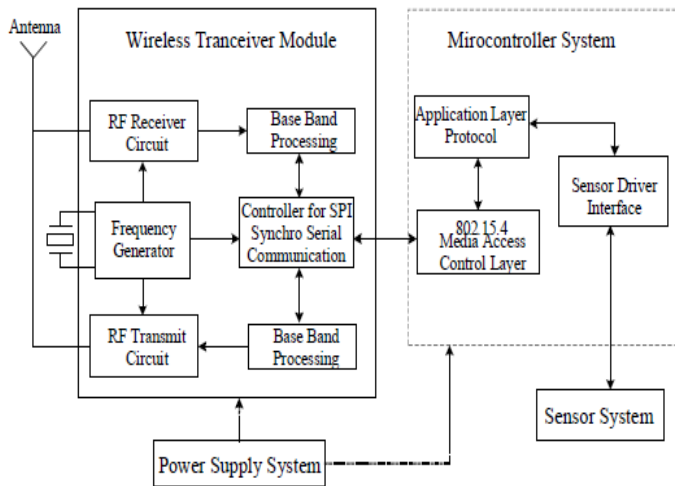 Antenna
Wireless Tranceiver Module
Mirocontroller System
RF Receiver
Circuit
Base Band
Processing
Application Layer
Protocol
Sensor Driver
Interface
Frequency
Generator
Controller for SPI
Synchro Serial
Communication
802 15.4
Media Access
Control Layer
RF Transmit
Circuit
Base Band
Processing
Sensor System
Power Supply System